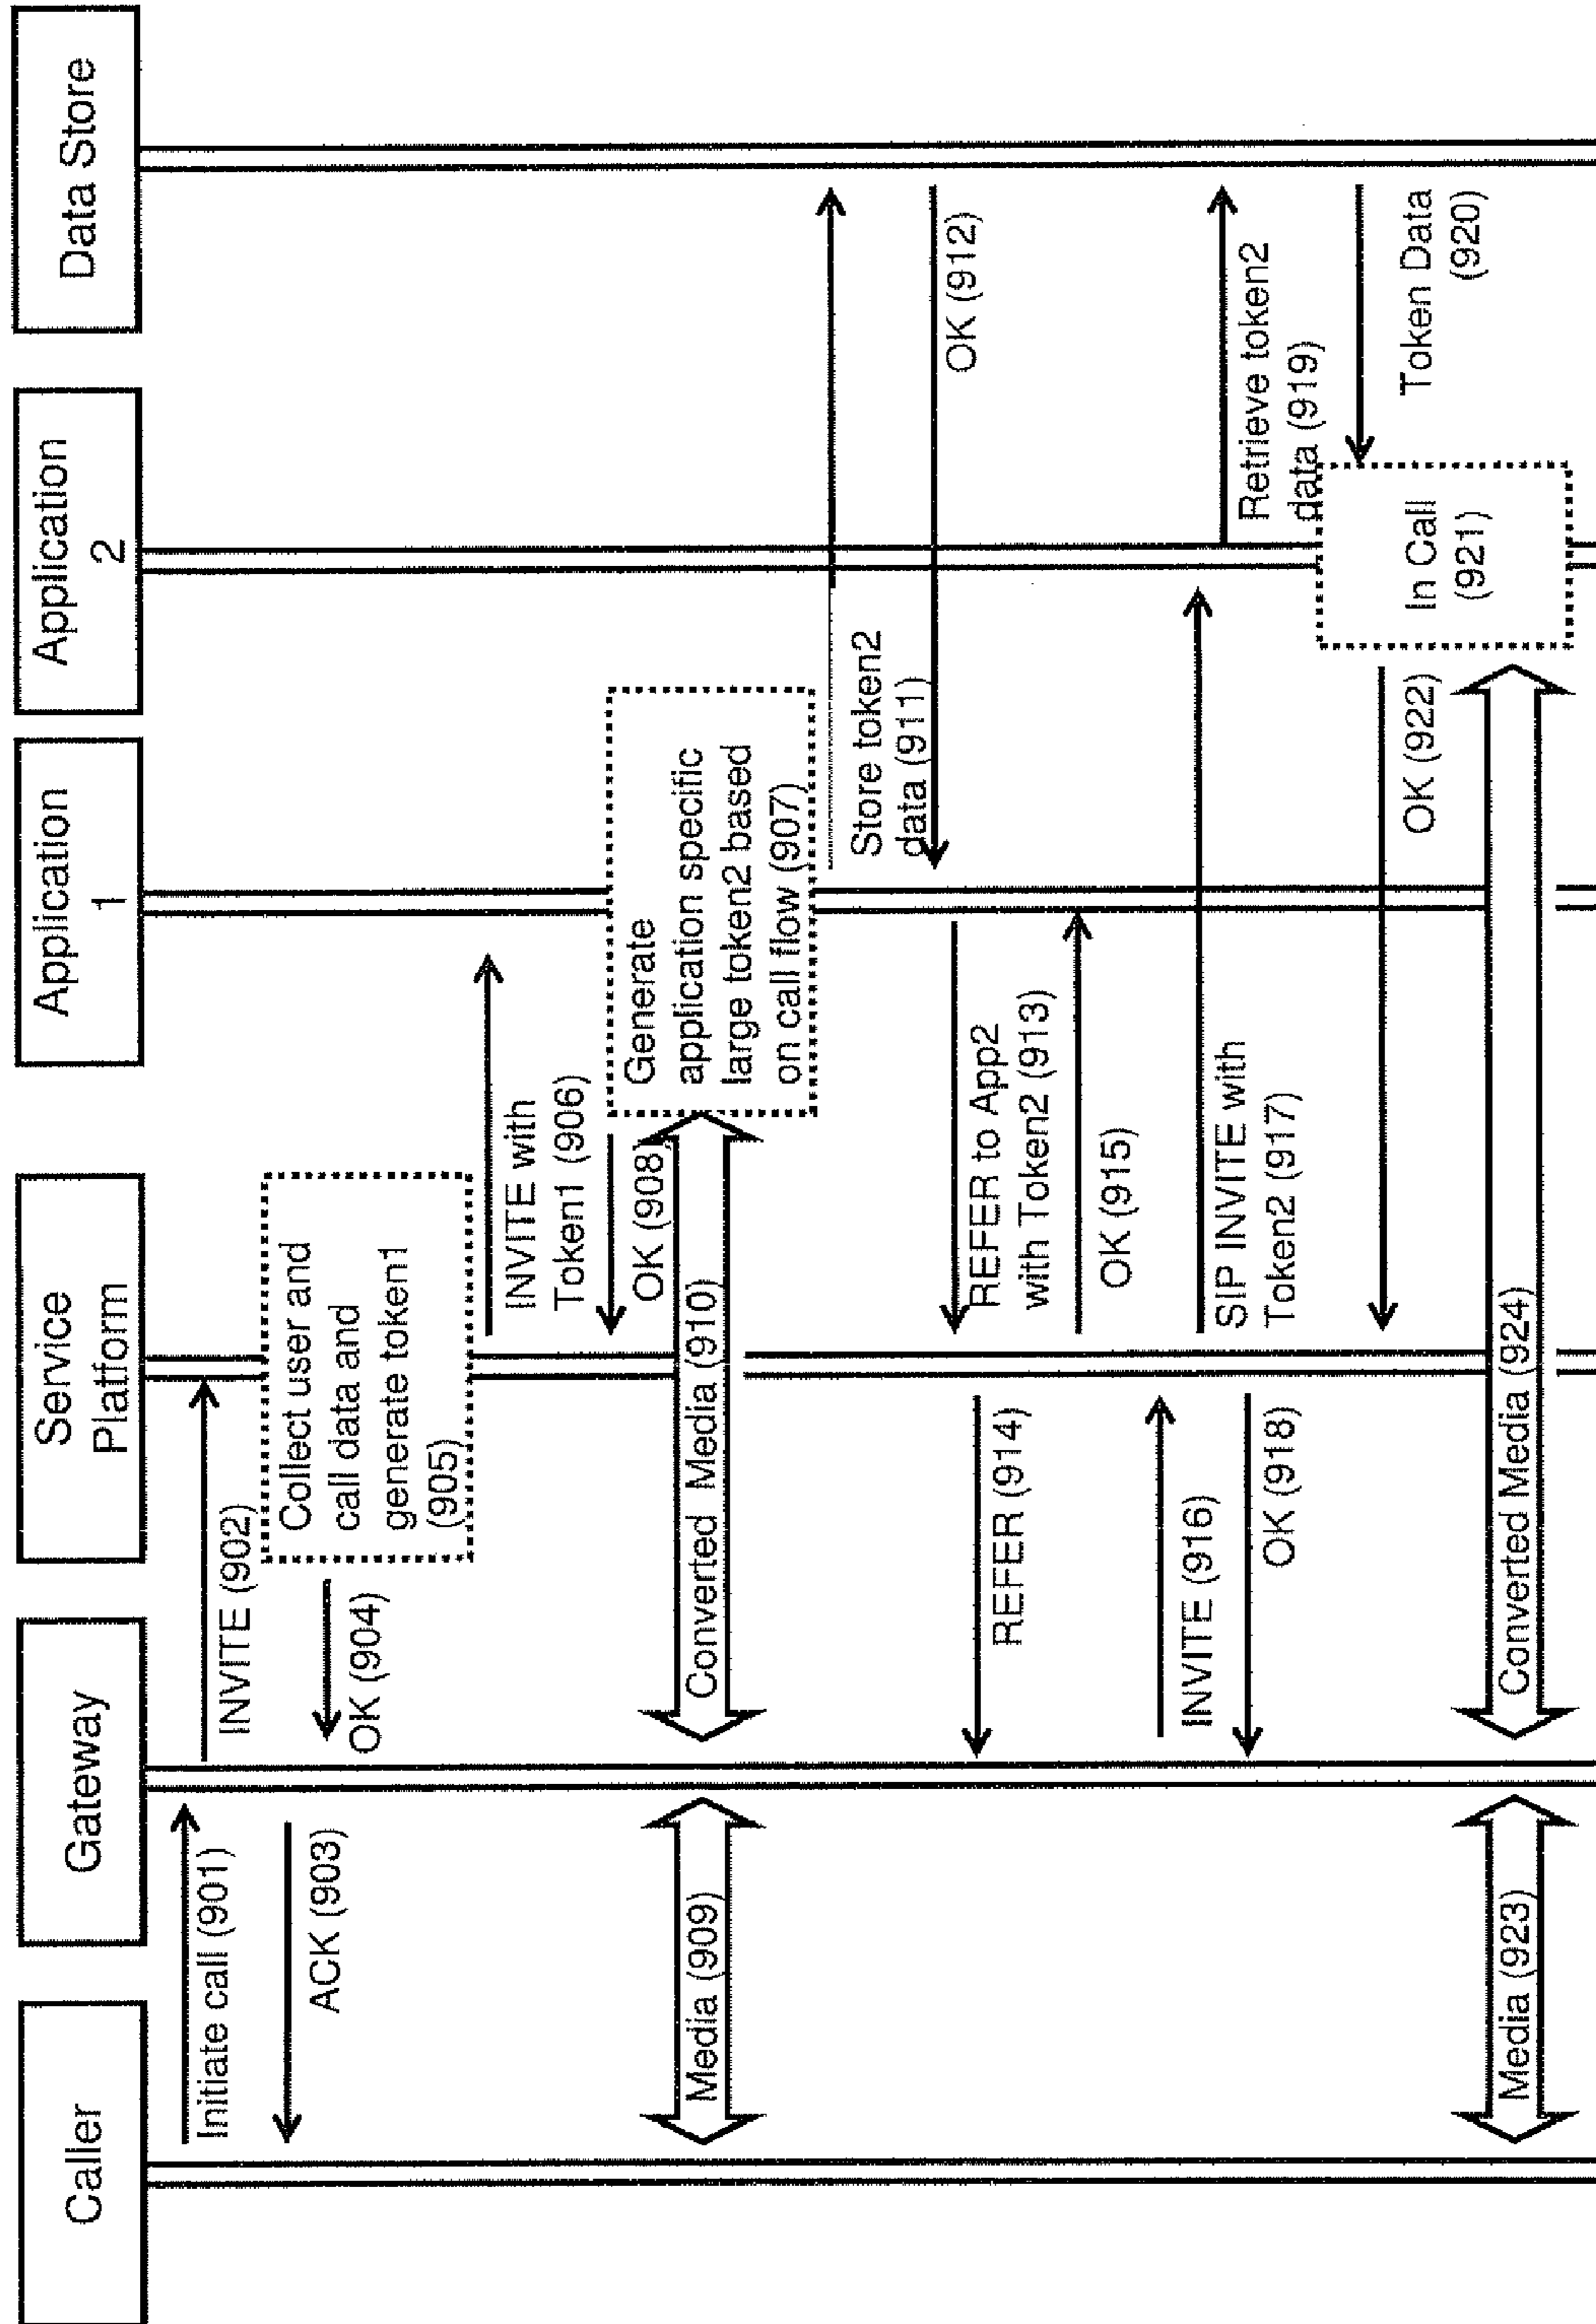 Caller
Gateway
Service
Platform
Application
1
Application
2
Data Store
Initiate call (901)
INVITE (902)
ACK (903)
Collect user and
call data and
generate token1
(905)
OK (904)
INVITE with
Token1 (906)
Generate
application specific
large token2 based
on call flow (907)
OK (908)
Media (909)
Converted Media (910)
Store token2
data (911)
OK (912)
REFER to App2
with Token2 (913)
REFER (914)
OK (915)
INVITE (916)
SIP INVITE with
Token2 (917)
OK (918)
Retrieve token2
data (919)
Token Data
(920)
In Call
(921)
OK (922)
Media (923)
Converted Media (924)